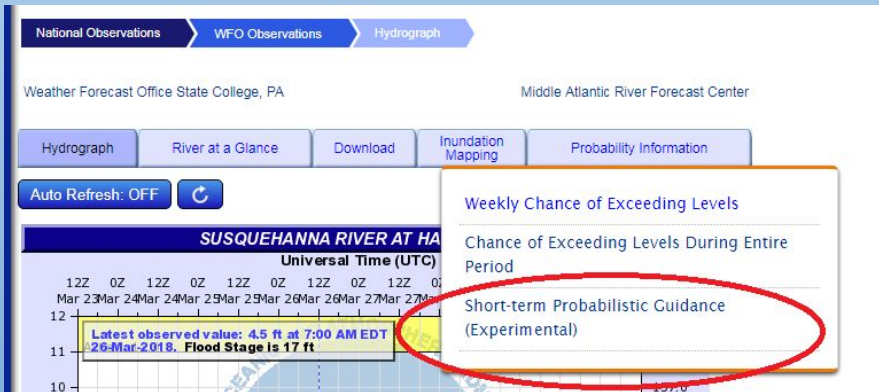 National Observations WFO Observations Hydrograph
Weather Forecast Office State College, PA Middle Atlantic River Forecast Center
Hydrograph River at a Glance Download Inundation Mapping Probability Information
Auto Refresh: OFF
Weekly Chance of Exceeding Levels
Chance of Exceeding Levels During Entire
Period
Short-term Probabilistic Guidance
(Experimental)
SUSQUEHANNA RIVER AT HA
Universal Time (UTC)
12Z 0Z 12Z 0Z 12Z 0Z 12Z 0Z 12Z
Mar 23 Mar 24 Mar 24 Mar 25 Mar 25 Mar 26 Mar 26 Mar 27 Mar 27
12
Latest observed value: 4.5 ft at 7:00 AM EDT
26-Mar-2018. Flood Stage is 17 ft
11
10